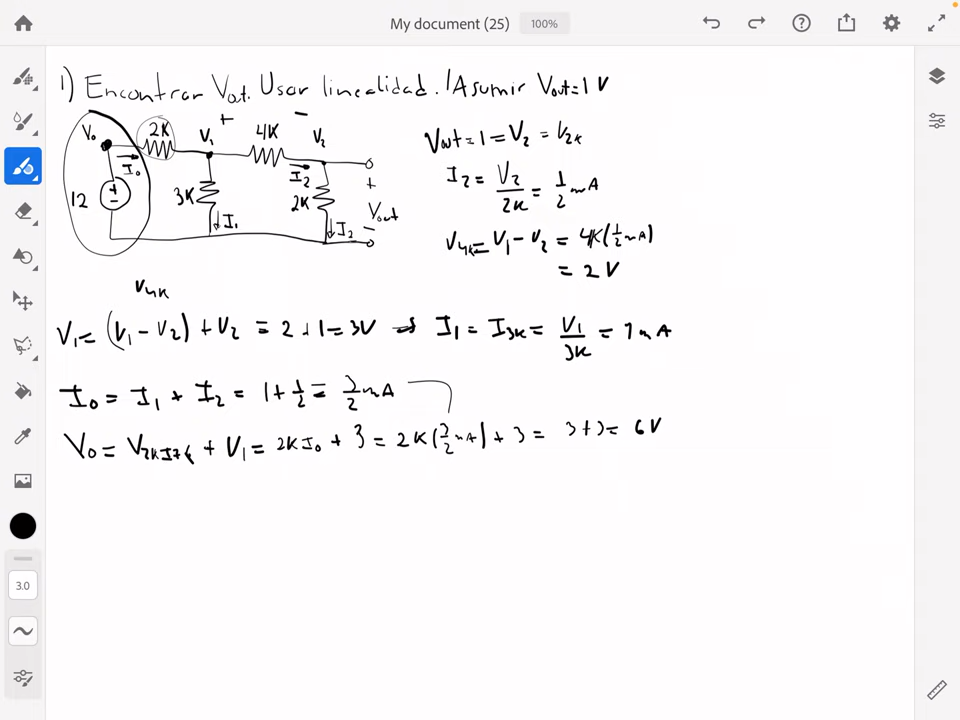 My document (25)
100%
1) Encontrar Vout. Usar linealidad. /Asumir Vout=1 V
V0 2K V1 + 4K - V2
I0 I2
12 3K 2K + Vout -
I1 I2
Vout = 1 = V2 = V2K
I2 = V2/2K = 1/2 mA
V4K = V1 - V2 = 4K(1/2 mA)
= 2 V
V4K
V1 = (V1 - V2) + V2 = 2 + 1 = 3V → I1 = I3K = V1/3K = 1 mA
I0 = I1 + I2 = 1 + 1/2 = 3/2 mA
V0 = V2K IZq + V1 = 2K I0 + 3 = 2K(3/2 mA) + 3 = 3 + 3 = 6V
3.0